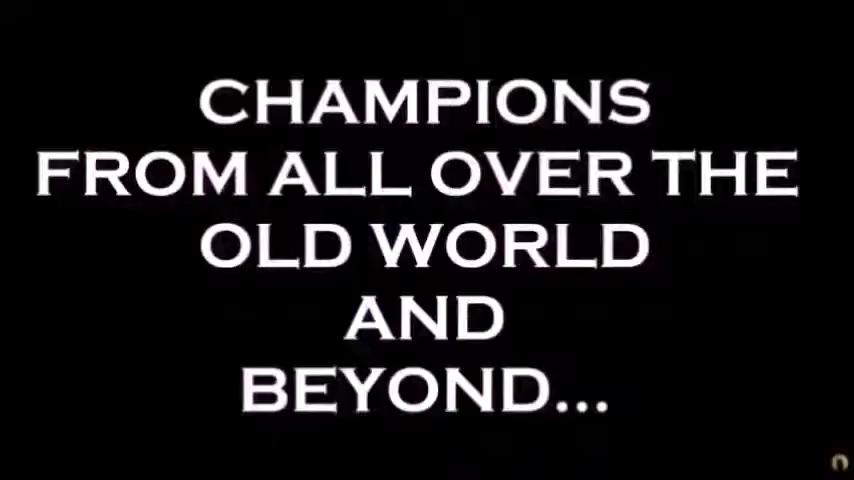 CHAMPIONS
FROM ALL OVER THE
OLD WORLD
AND
BEYOND...